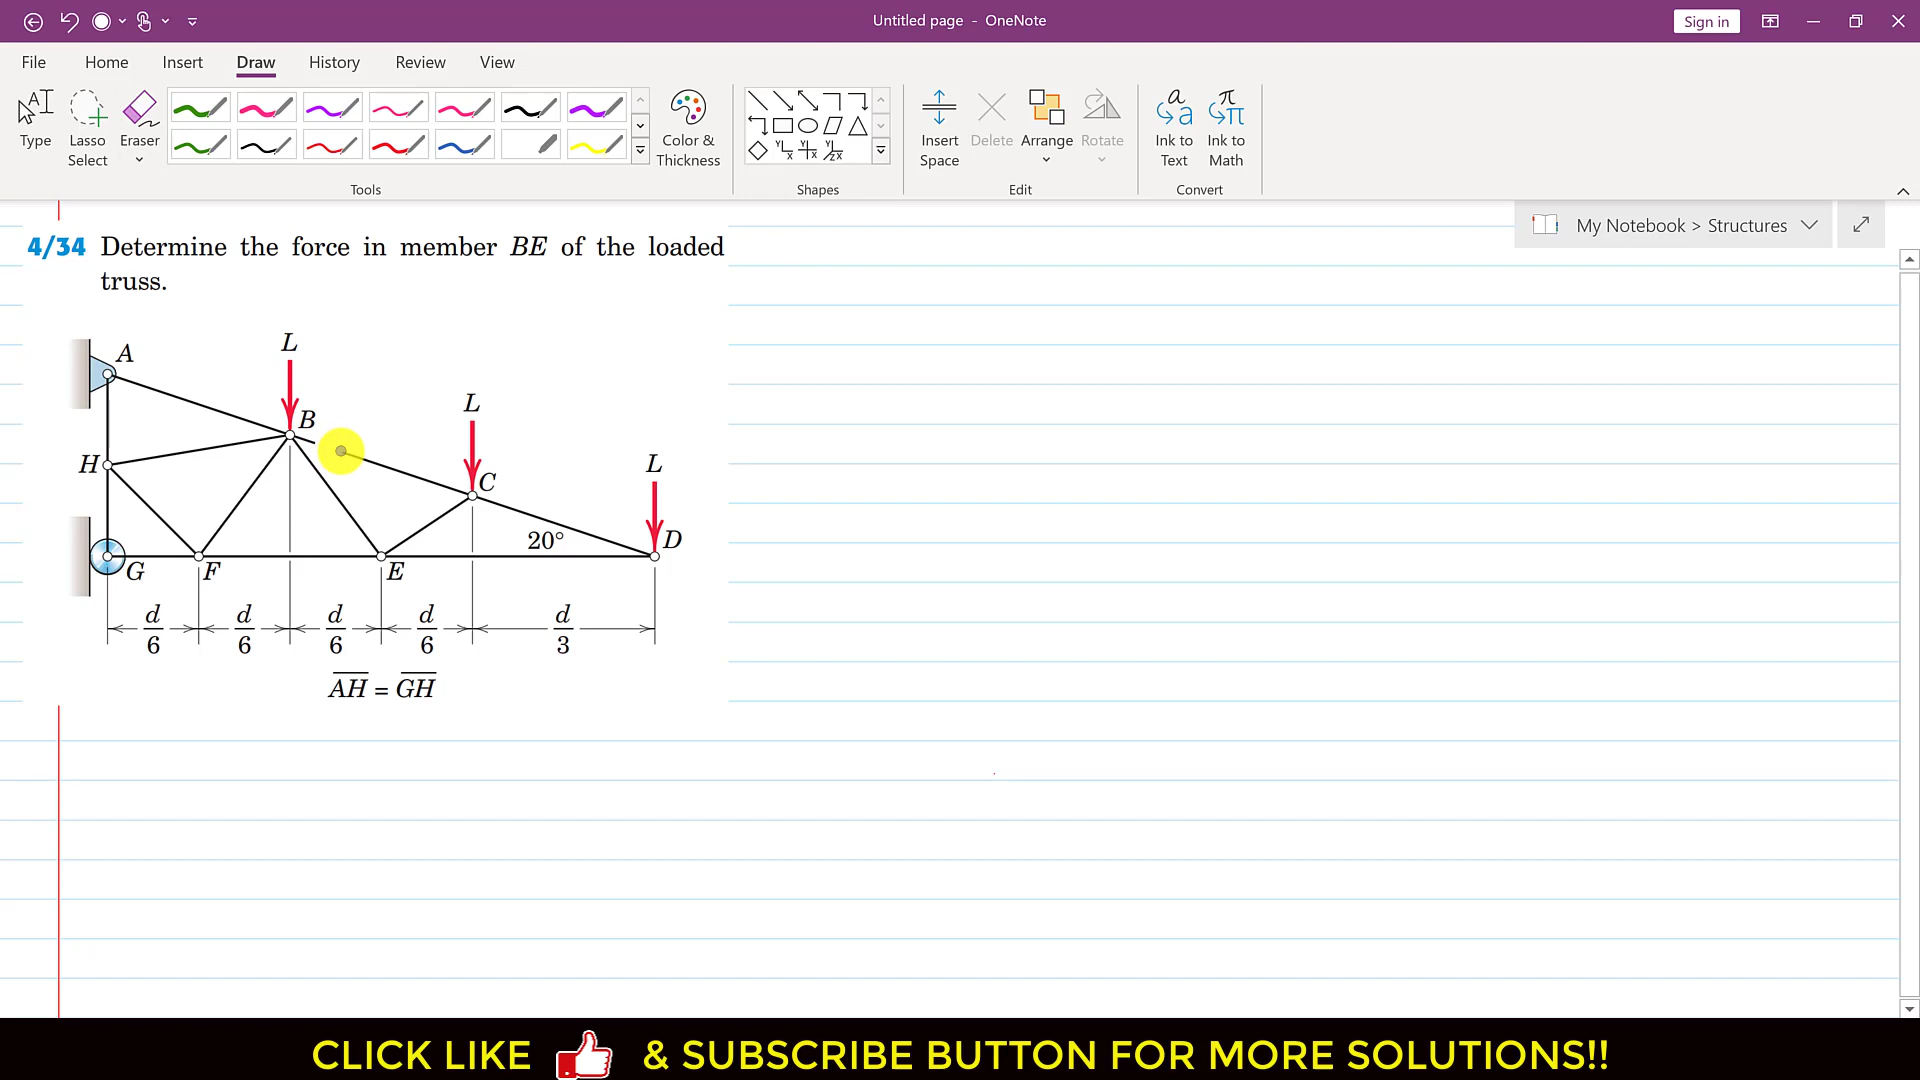 Untitled page - OneNote
Sign in
File Home Insert Draw History Review View
Type
Lasso Select
Eraser
Color & Thickness
Insert Space
Delete
Arrange
Rotate
Ink to Text
Ink to Math
Tools
Shapes
Edit
Convert
My Notebook > Structures
4/34 Determine the force in member BE of the loaded
truss.
L
A
L
B
H
C
L
20°
D
G
F
E
d/6 d/6 d/6 d/6 d/3
A̅H̅ = G̅H̅
CLICK LIKE & SUBSCRIBE BUTTON FOR MORE SOLUTIONS!!